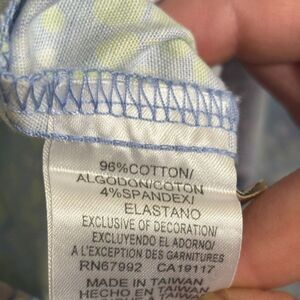 96%COTTON/
ALGODON/COTON
4%SPANDEX/
ELASTANO
EXCLUSIVE OF DECORATION/
EXCLUYENDO EL ADORNO/
A L'EXCEPTION DES GARNITURES
RN67992 CA19117
MADE IN TAIWAN
HECHO EN TAIWAN